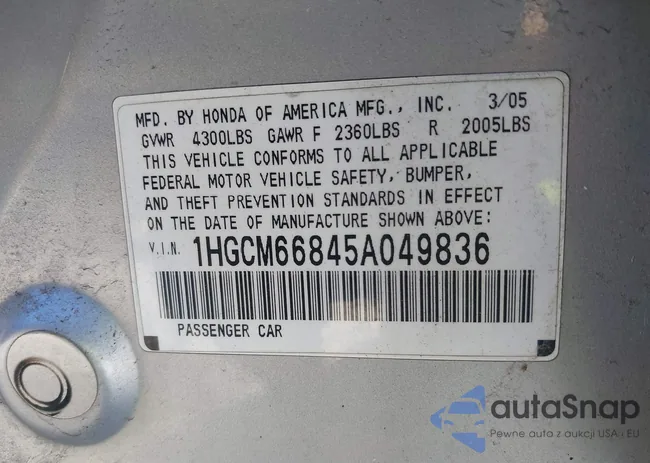 MFD. BY HONDA OF AMERICA MFG., INC. 3/05
GVWR 4300LBS GAWR F 2360LBS R 2005LBS
THIS VEHICLE CONFORMS TO ALL APPLICABLE
FEDERAL MOTOR VEHICLE SAFETY, BUMPER,
AND THEFT PREVENTION STANDARDS IN EFFECT
ON THE DATE OF MANUFACTURE SHOWN ABOVE:
V.I.N. 1HGCM66845A049836
PASSENGER CAR
autaSnap
Pewne auta z aukcji USA i EU